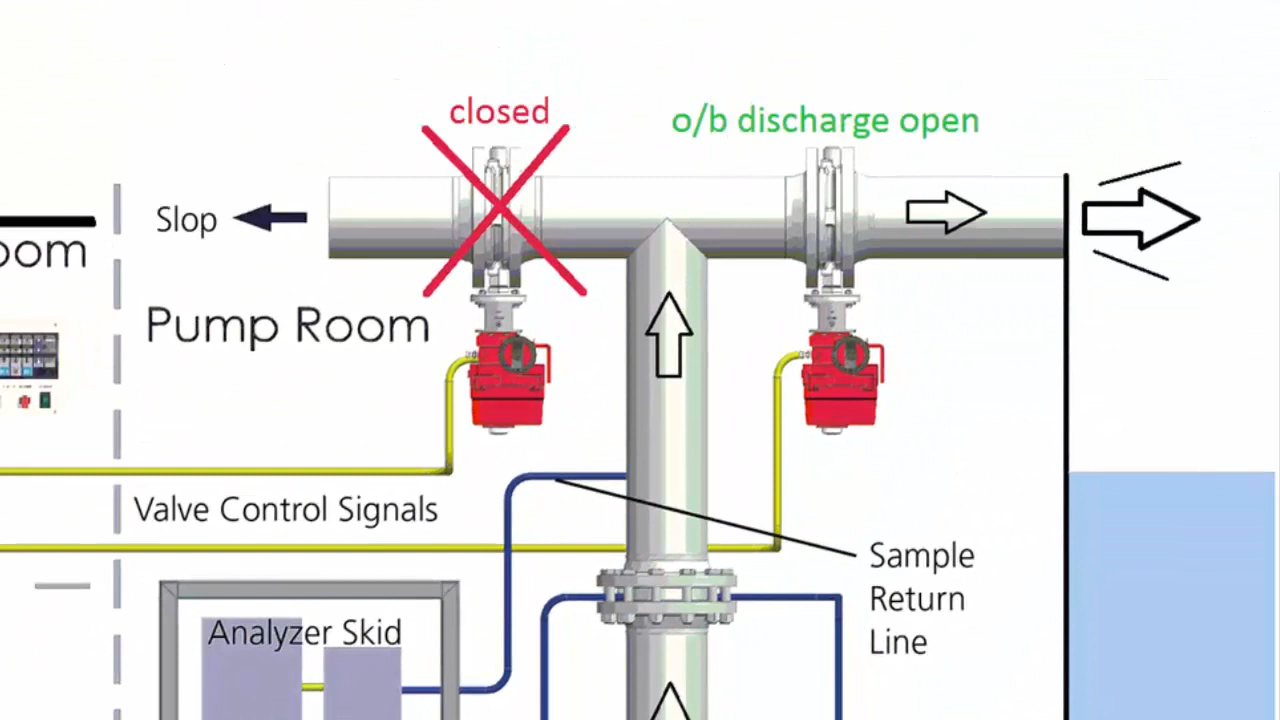 closed
o/b discharge open
Slop
oom
Pump Room
Valve Control Signals
Sample
Return
Line
Analyzer Skid